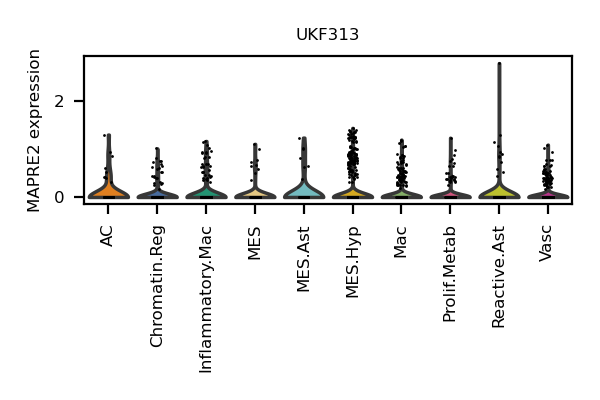 UKF313
MAPRE2 expression
2
0
AC
Chromatin.Reg
Inflammatory.Mac
MES
MES.Ast
MES.Hyp
Mac
Prolif.Metab
Reactive.Ast
Vasc